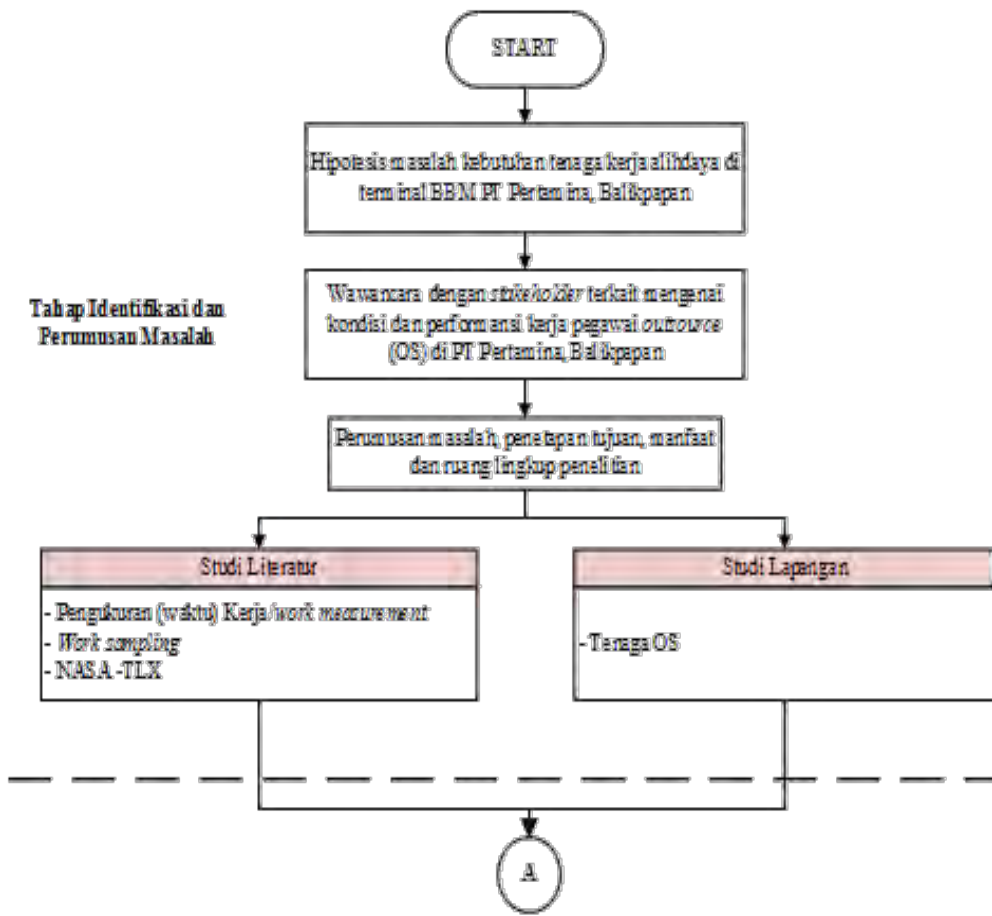 START
Hipotesis masalah kebutuhan tenaga kerja alihdaya di
terminal BBM PT Pertamina, Balikpapan
Tahap Identifikasi dan
Perumusan Masalah
Wawancara dengan stakeholder terkait mengenai
kondisi dan performansi kerja pegawai outsource
(OS) di PT Pertamina, Balikpapan
Perumusan masalah, penetapan tujuan, manfaat
dan ruang lingkup penelitian
Studi Literatur
- Pengukuran (waktu) Kerja/work measurement
- Work sampling
- NASA -TLX
Studi Lapangan
- Tenaga OS
A